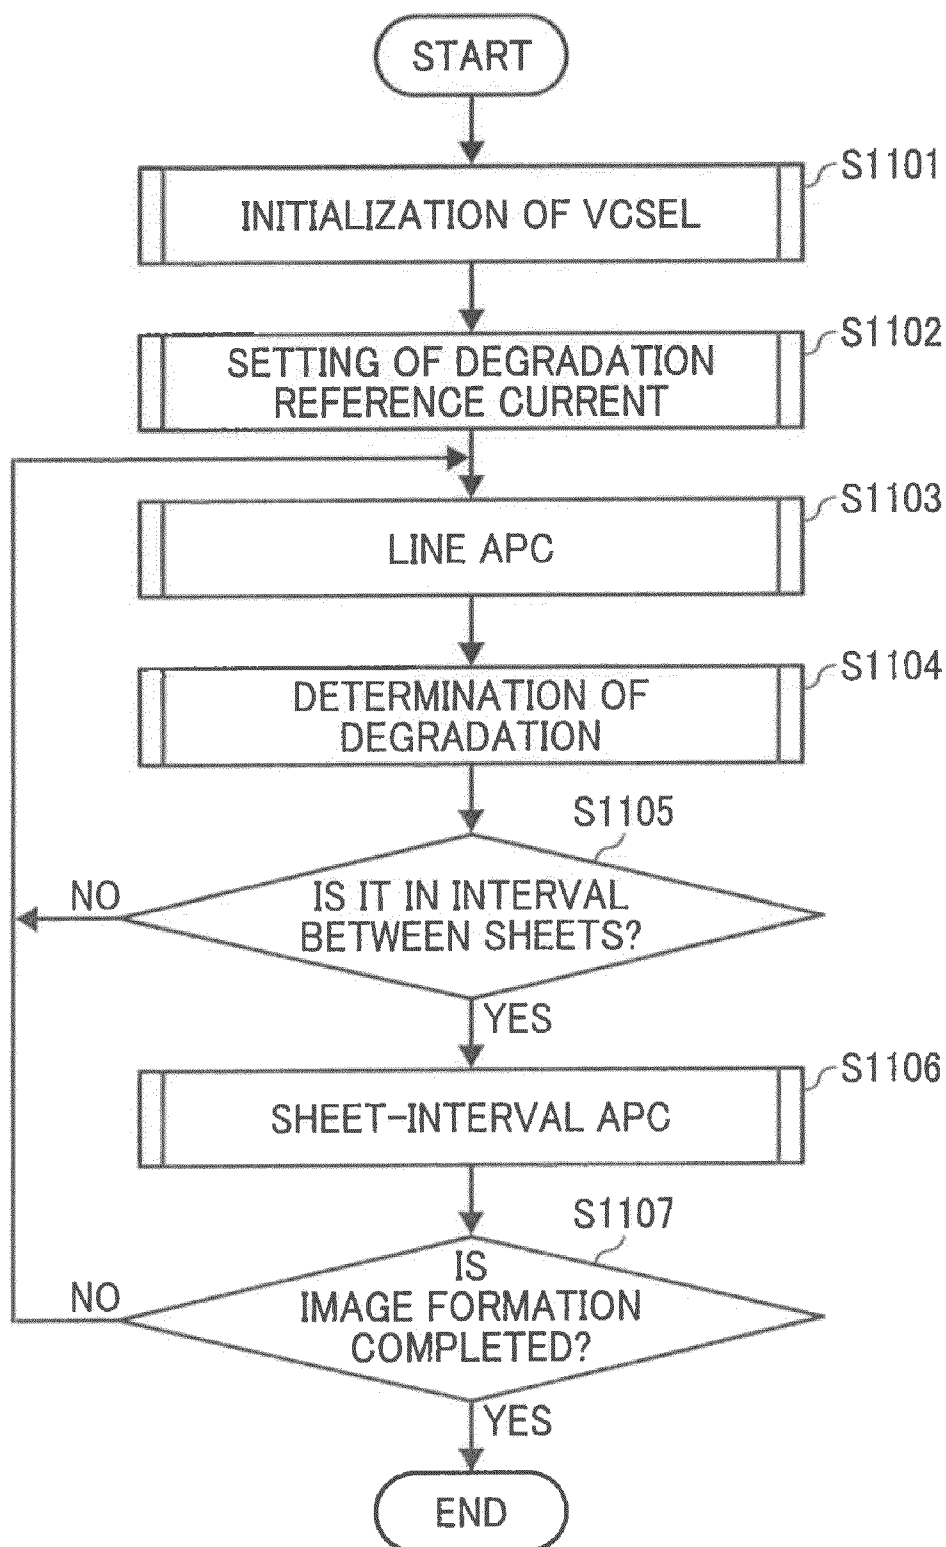 START
S1101
INITIALIZATION OF VCSEL
S1102
SETTING OF DEGRADATION
REFERENCE CURRENT
S1103
LINE APC
S1104
DETERMINATION OF
DEGRADATION
S1105
NO
IS IT IN INTERVAL
BETWEEN SHEETS?
YES
S1106
SHEET-INTERVAL APC
S1107
IS
NO
IMAGE FORMATION
COMPLETED?
YES
END